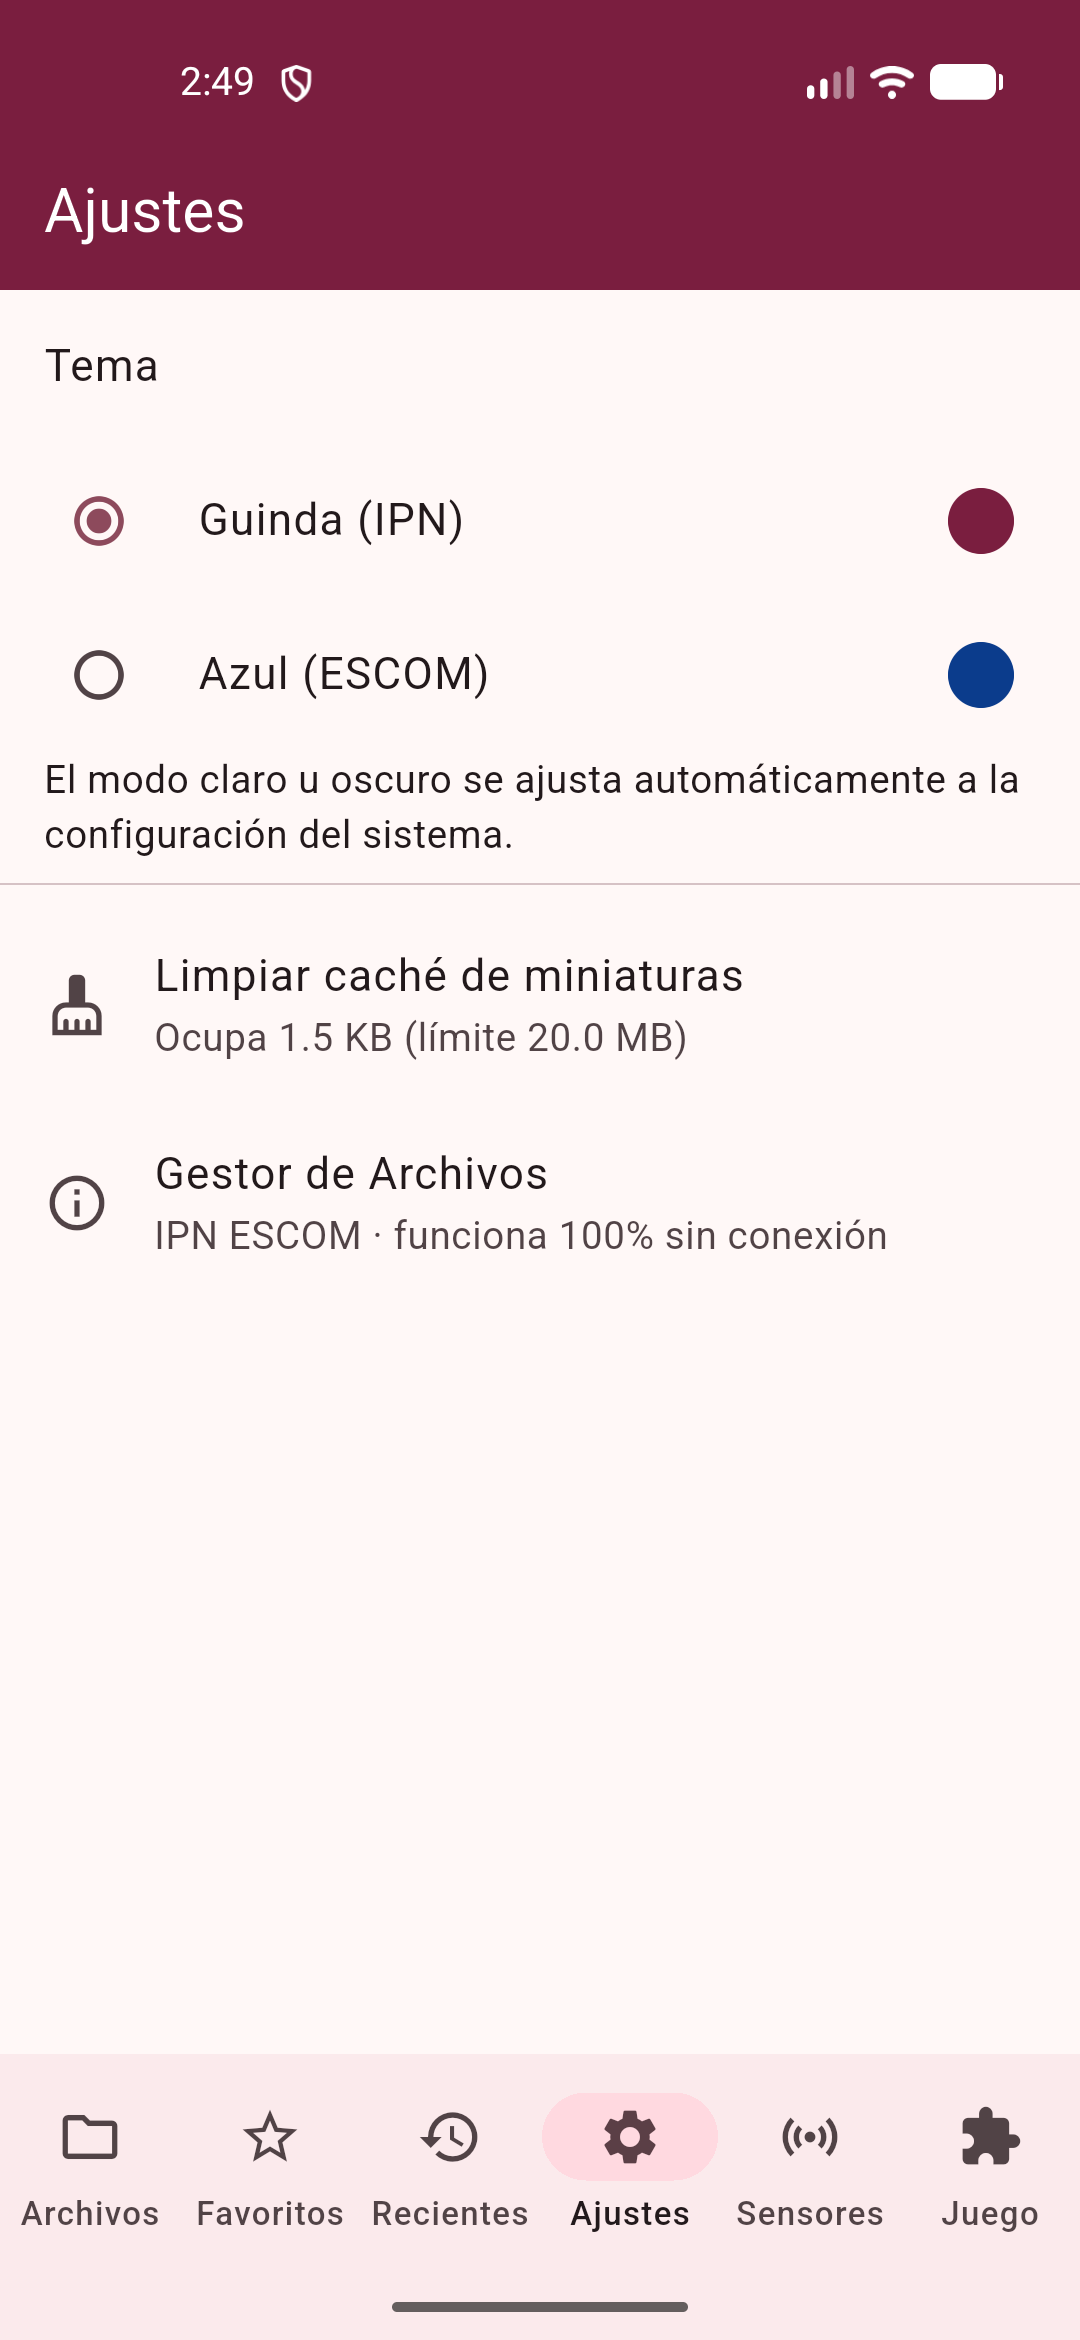 2:49
Ajustes
Tema
Guinda (IPN)
Azul (ESCOM)
El modo claro u oscuro se ajusta automáticamente a la
configuración del sistema.
Limpiar caché de miniaturas
Ocupa 1.5 KB (límite 20.0 MB)
Gestor de Archivos
IPN ESCOM · funciona 100% sin conexión
Archivos Favoritos Recientes Ajustes Sensores Juego